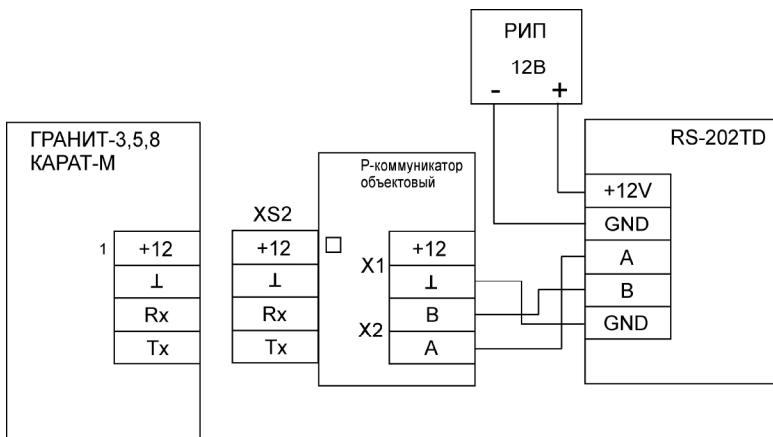 РИП
12В
- +
ГРАНИТ-3,5,8
КАРАТ-М
1
+12
⊥
Rx
Tx
XS2
+12
⊥
Rx
Tx
Р-коммуникатор
объектовый
X1
X2
+12
⊥
B
A
RS-202TD
+12V
GND
A
B
GND